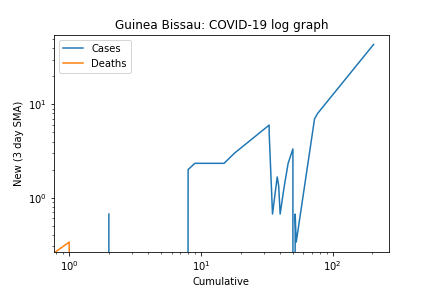 Guinea Bissau: COVID-19 log graph
Cases
Deaths
New (3 day SMA)
10¹
10⁰
10⁰ 10¹ 10²
Cumulative